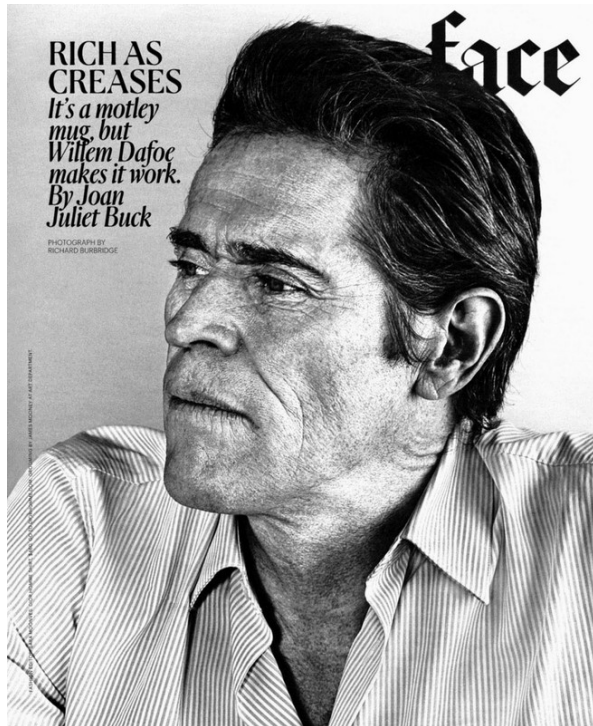 RICH AS
CREASES
It's a motley
mug, but
Willem Dafoe
makes it work.
By Joan
Juliet Buck
PHOTOGRAPH BY
RICHARD BURBRIDGE
face